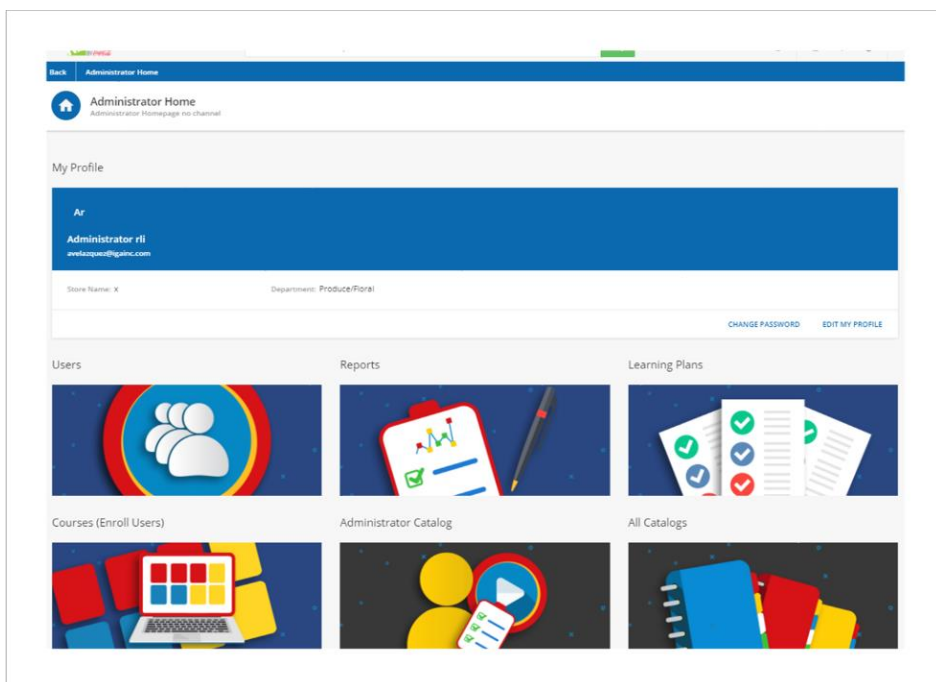 Back Administrator Home
Administrator Home
Administrator Homepage no channel
My Profile
Ar
Administrator rli
avelazquez@igainc.com
Store Name: x Department: Produce/Floral
CHANGE PASSWORD EDIT MY PROFILE
Users Reports Learning Plans
Courses (Enroll Users) Administrator Catalog All Catalogs